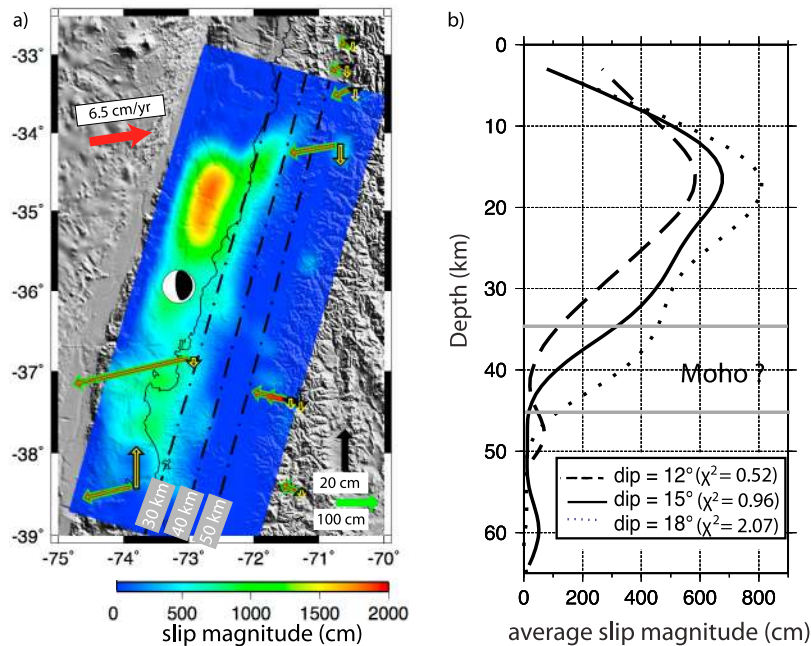 a)
-33
-34
-35
-36
-37
-38
-39
-75
-74
-73
-72
-71
-70
6.5 cm/yr
30 km
40 km
50 km
20 cm
100 cm
0
500
1000
1500
2000
slip magnitude (cm)
b)
0
10
20
30
40
50
60
Depth (km)
Moho ?
dip = 12° (χ² = 0.52)
dip = 15° (χ² = 0.96)
dip = 18° (χ² = 2.07)
0
200
400
600
800
average slip magnitude (cm)